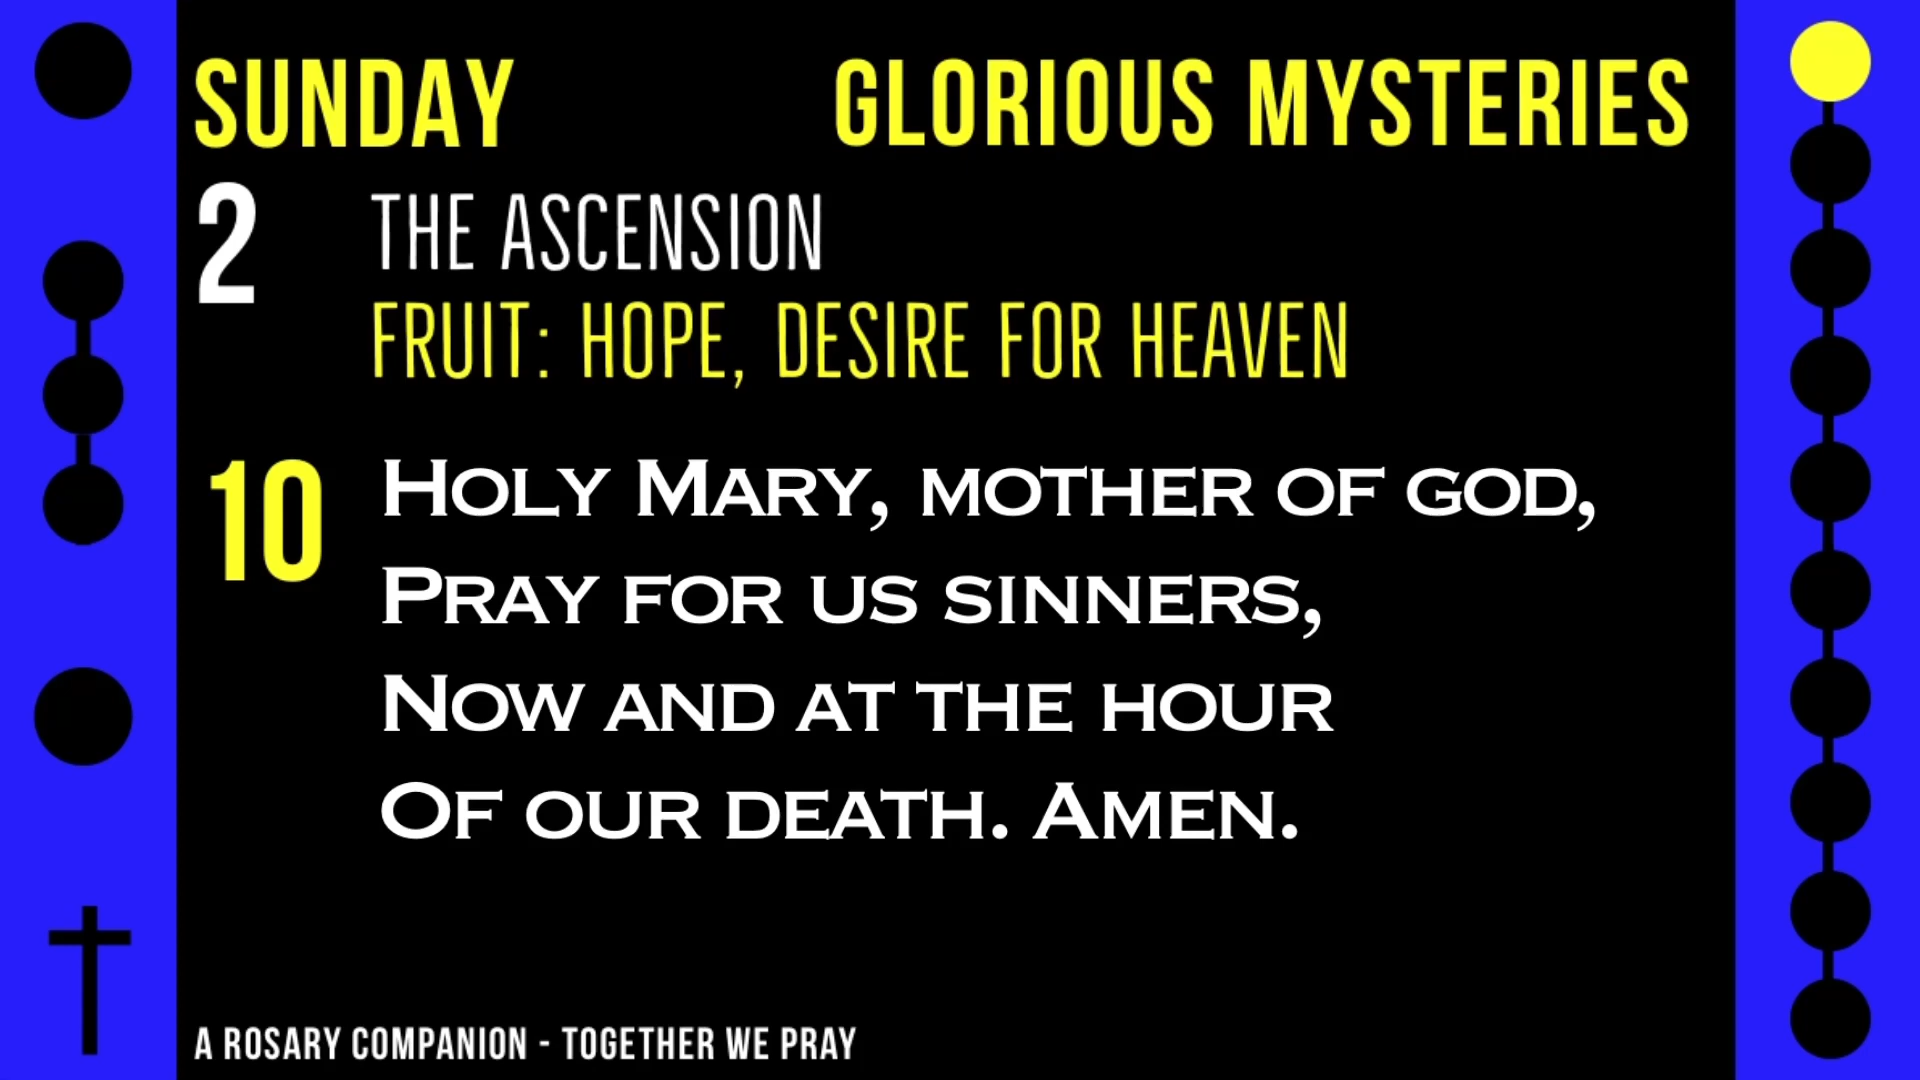 SUNDAY GLORIOUS MYSTERIES
2 THE ASCENSION
FRUIT: HOPE, DESIRE FOR HEAVEN
10 HOLY MARY, MOTHER OF GOD,
PRAY FOR US SINNERS,
NOW AND AT THE HOUR
OF OUR DEATH. AMEN.
A ROSARY COMPANION - TOGETHER WE PRAY